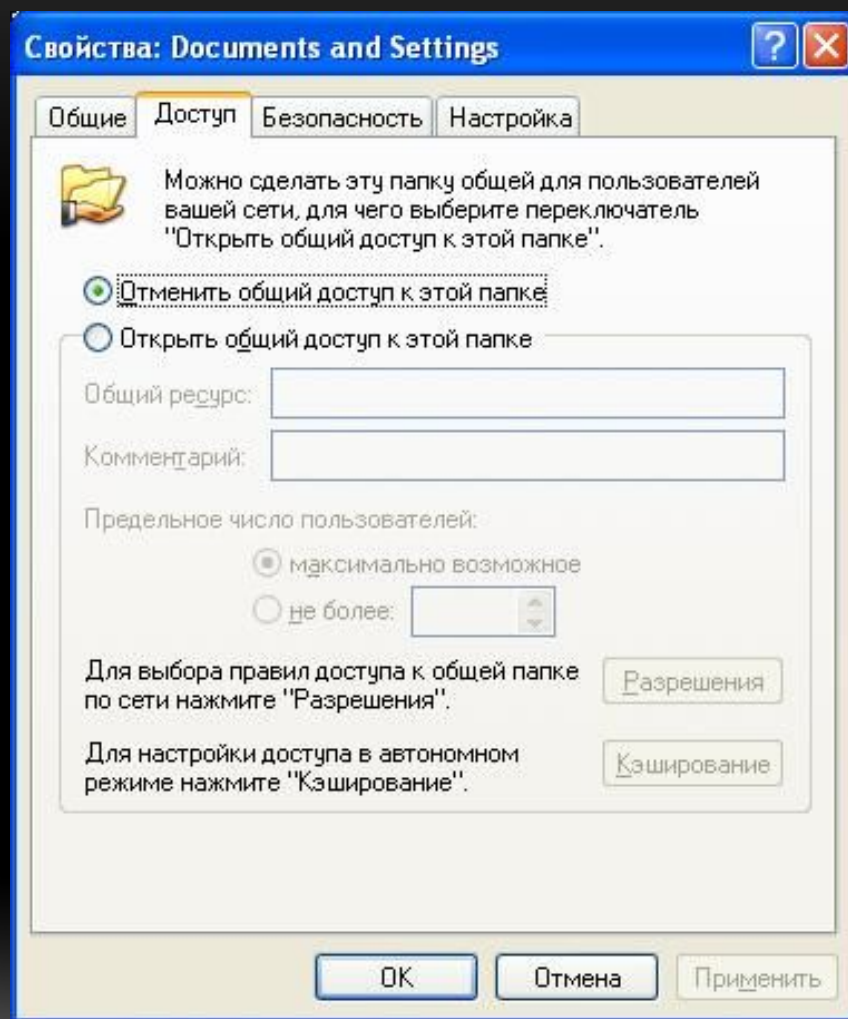 Свойства: Documents and Settings
Общие Доступ Безопасность Настройка
Можно сделать эту папку общей для пользователей
вашей сети, для чего выберите переключатель
"Открыть общий доступ к этой папке".
Отменить общий доступ к этой папке
Открыть общий доступ к этой папке
Общий ресурс:
Комментарий:
Предельное число пользователей:
максимально возможное
не более:
Для выбора правил доступа к общей папке
по сети нажмите "Разрешения".
Разрешения
Для настройки доступа в автономном
режиме нажмите "Кэширование".
Кэширование
OK Отмена Применить